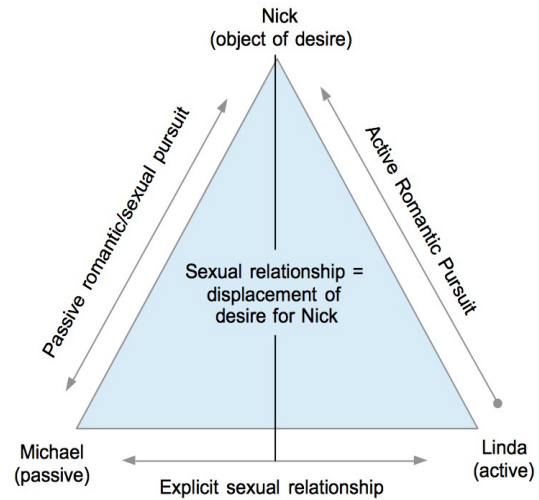 Nick
(object of desire)
Passive romantic/sexual pursuit
Active Romantic Pursuit
Sexual relationship =
displacement of
desire for Nick
Michael
(passive)
Linda
(active)
Explicit sexual relationship